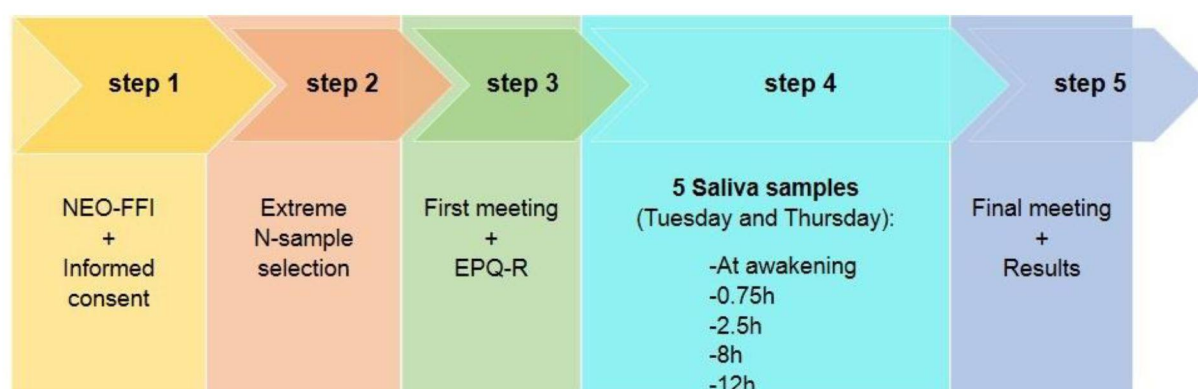 step 1
step 2
step 3
step 4
step 5
NEO-FFI
+
Informed
consent
Extreme
N-sample
selection
First meeting
+
EPQ-R
5 Saliva samples
(Tuesday and Thursday):
-At awakening
-0.75h
-2.5h
-8h
-12h
Final meeting
+
Results